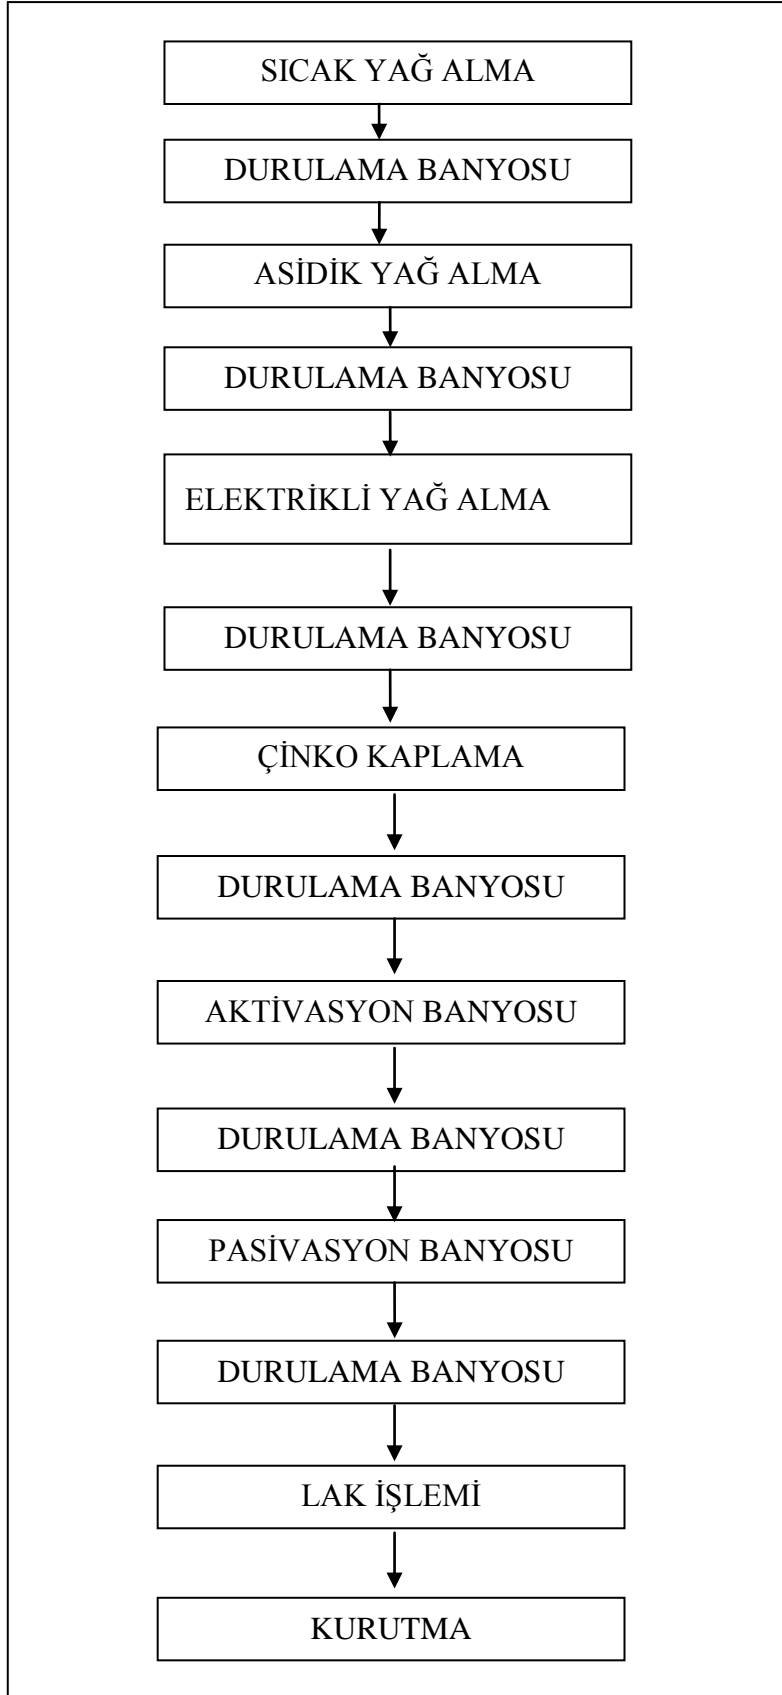 SICAK YAĞ ALMA
DURULAMA BANYOSU
ASİDİK YAĞ ALMA
DURULAMA BANYOSU
ELEKTRİKLİ YAĞ ALMA
DURULAMA BANYOSU
ÇİNKO KAPLAMA
DURULAMA BANYOSU
AKTİVASYON BANYOSU
DURULAMA BANYOSU
PASİVASYON BANYOSU
DURULAMA BANYOSU
LAK İŞLEMİ
KURUTMA